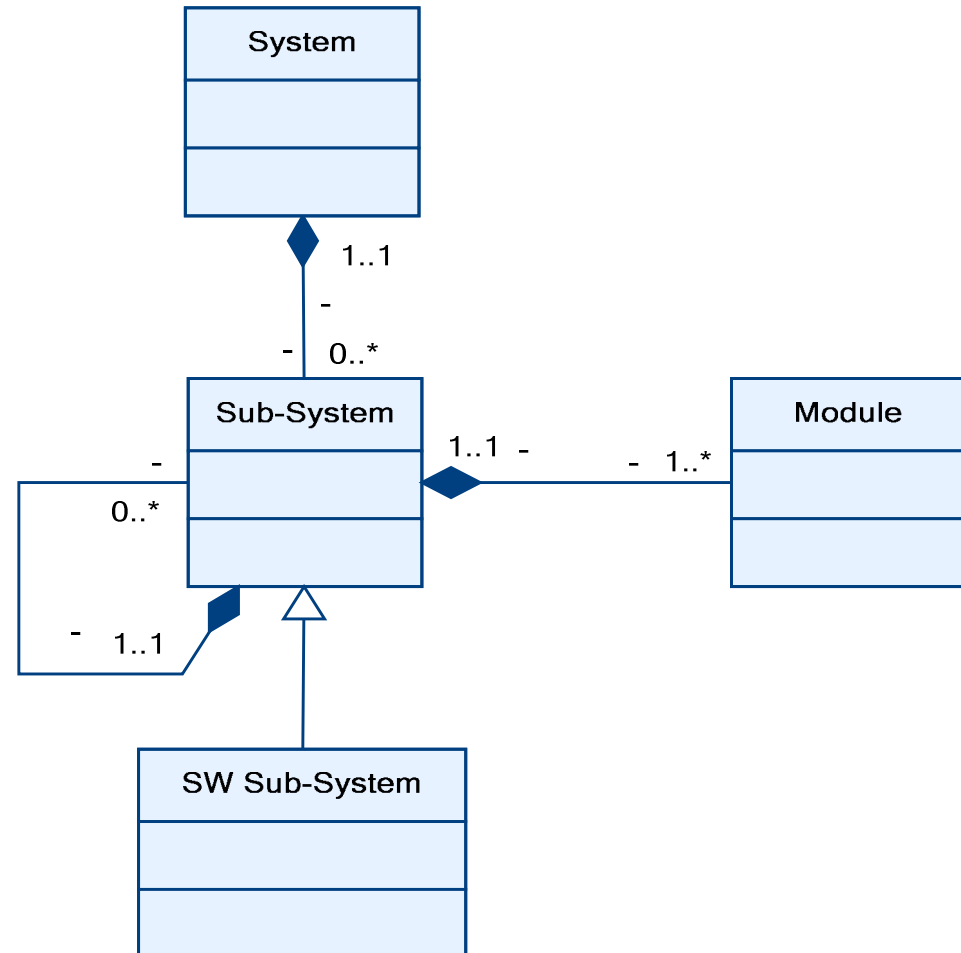 System
1..1
-
- 0..*
Sub-System
Module
1..1 -
- 1..*
-
0..*
- 1..1
SW Sub-System